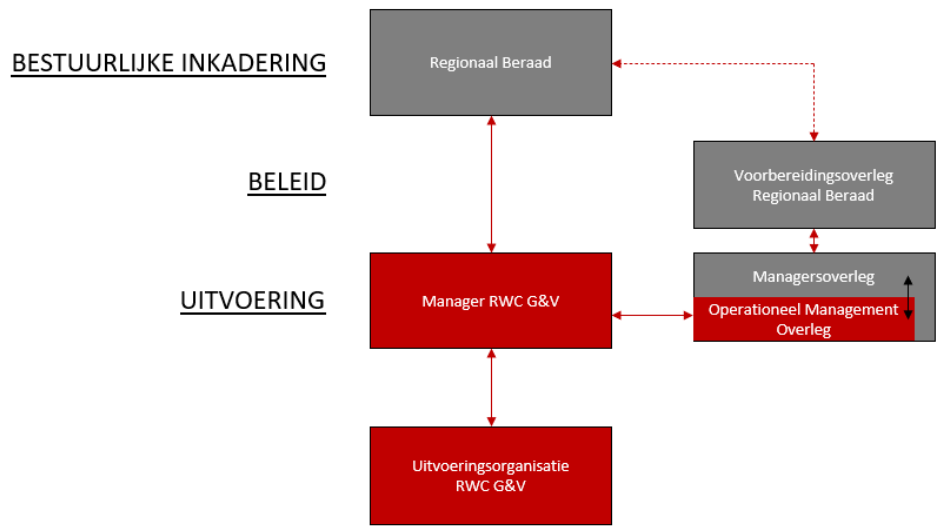 BESTUURLIJKE INKADERING
Regionaal Beraad
BELEID
Voorbereidingsoverleg
Regionaal Beraad
UITVOERING
Manager RWC G&V
Managersoverleg
Operationeel Management
Overleg
Uitvoeringsorganisatie
RWC G&V